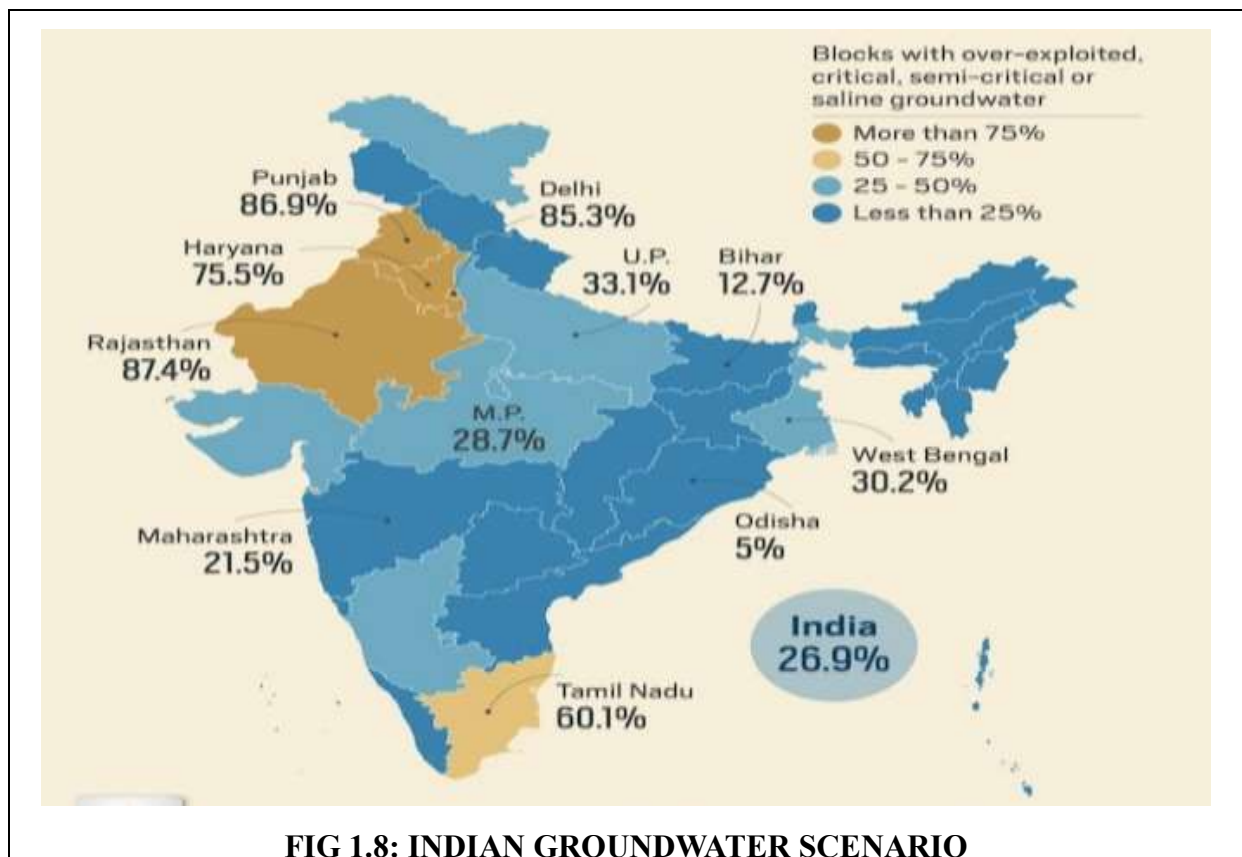 Blocks with over-exploited,
critical, semi-critical or
saline groundwater
More than 75%
50 - 75%
25 - 50%
Less than 25%
Punjab
86.9%
Delhi
85.3%
Haryana
75.5%
U.P.
33.1%
Bihar
12.7%
Rajasthan
87.4%
M.P.
28.7%
West Bengal
30.2%
Maharashtra
21.5%
Odisha
5%
India
26.9%
Tamil Nadu
60.1%
FIG 1.8: INDIAN GROUNDWATER SCENARIO